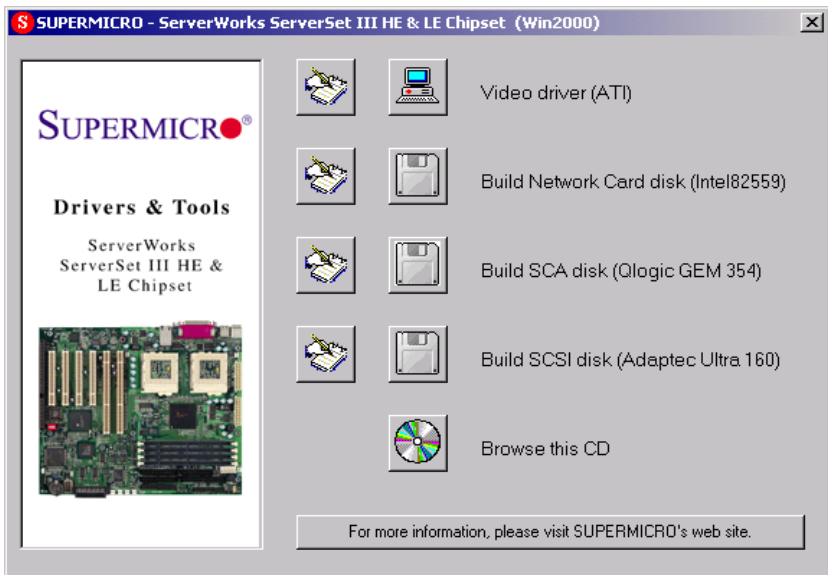 SUPERMICRO - ServerWorks ServerSet III HE & LE Chipset (Win2000)
SUPERMICRO®
Drivers & Tools
ServerWorks
ServerSet III HE &
LE Chipset
Video driver (ATI)
Build Network Card disk (Intel82559)
Build SCA disk (Qlogic GEM 354)
Build SCSI disk (Adaptec Ultra 160)
Browse this CD
For more information, please visit SUPERMICRO's web site.